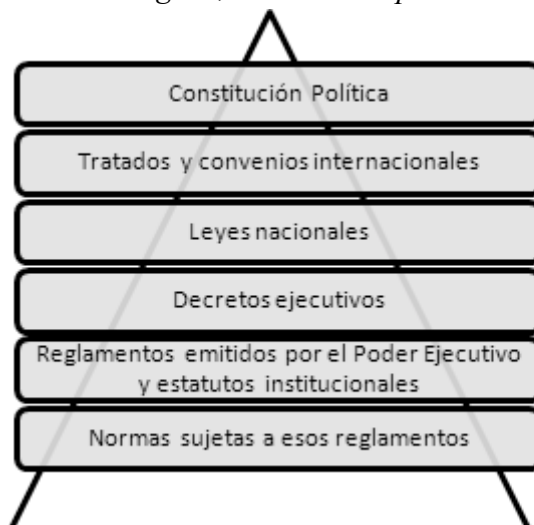 Constitución Política
Tratados y convenios internacionales
Leyes nacionales
Decretos ejecutivos
Reglamentos emitidos por el Poder Ejecutivo
y estatutos institucionales
Normas sujetas a esos reglamentos